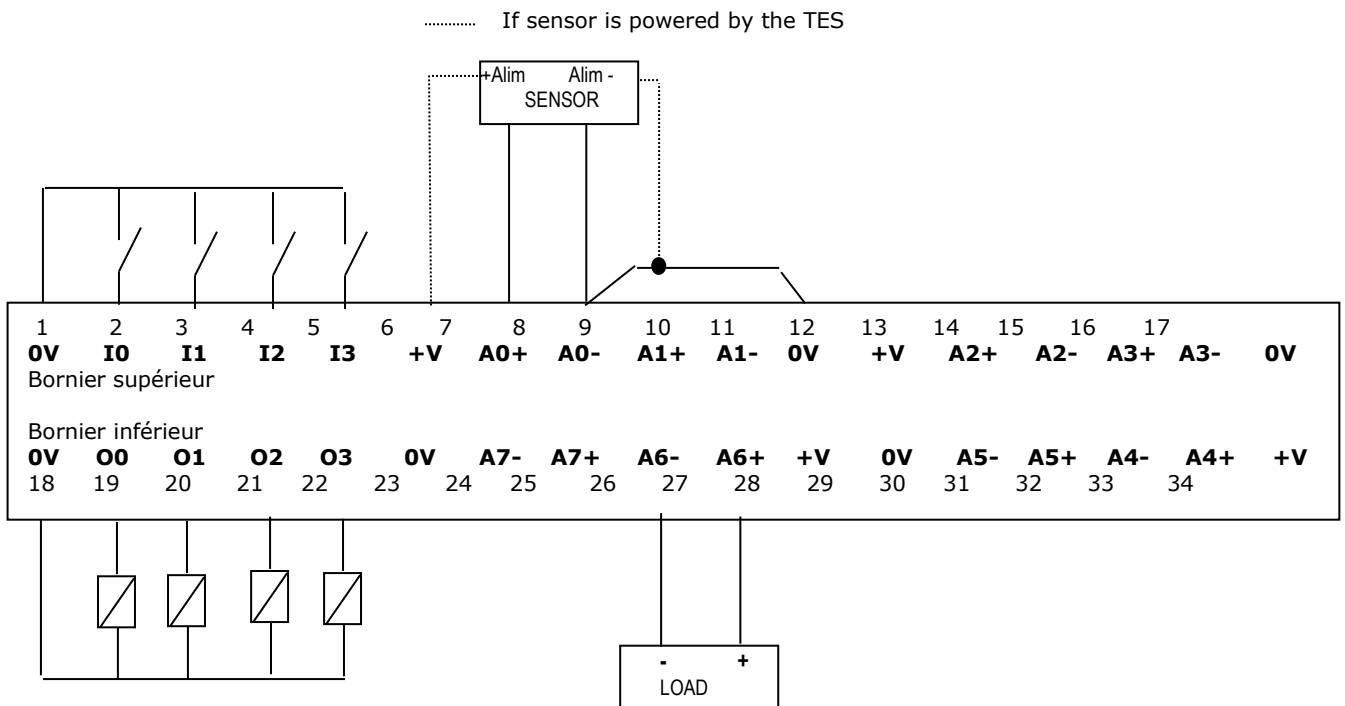 If sensor is powered by the TES
+Alim Alim -
SENSOR
1 2 3 4 5 6 7 8 9 10 11 12 13 14 15 16 17
0V I0 I1 I2 I3 +V A0+ A0- A1+ A1- 0V +V A2+ A2- A3+ A3- 0V
Bornier supérieur
Bornier inférieur
0V O0 O1 O2 O3 0V A7- A7+ A6- A6+ +V 0V A5- A5+ A4- A4+ +V
18 19 20 21 22 23 24 25 26 27 28 29 30 31 32 33 34
- +
LOAD